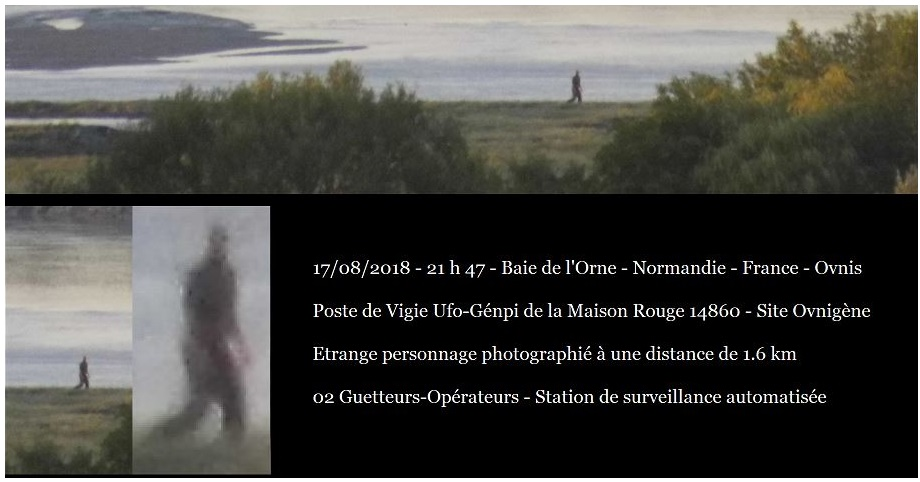 17/08/2018 - 21 h 47 - Baie de l'Orne - Normandie - France - Ovnis
Poste de Vigie Ufo-Génpi de la Maison Rouge 14860 - Site Ovnigène
Etrange personnage photographié à une distance de 1.6 km
02 Guetteurs-Opérateurs - Station de surveillance automatisée